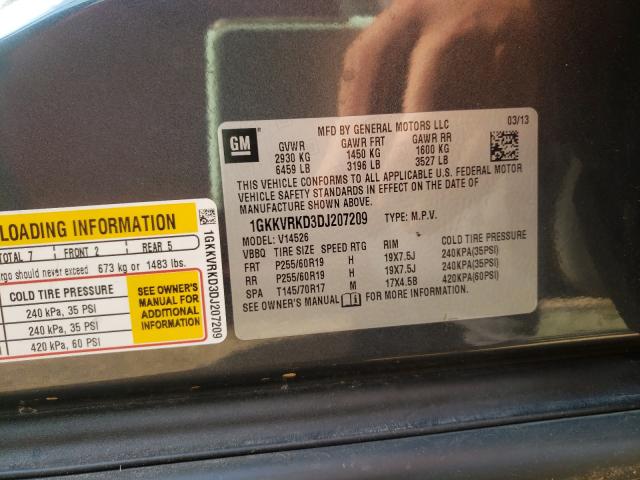 GM
MFD BY GENERAL MOTORS LLC
03/13
GVWR GAWR FRT GAWR RR
2930 KG 1450 KG 1600 KG
6459 LB 3196 LB 3527 LB
THIS VEHICLE CONFORMS TO ALL APPLICABLE U.S. FEDERAL MOTOR
VEHICLE SAFETY STANDARDS IN EFFECT ON THE DATE OF
MANUFACTURE SHOWN ABOVE.
1GKKVRKD3DJ207209 TYPE: M.P.V.
MODEL: V14526
VBBQ TIRE SIZE SPEED RTG RIM COLD TIRE PRESSURE
FRT P255/60R19 H 19X7.5J 240KPA(35PSI)
RR P255/60R19 H 19X7.5J 240KPA(35PSI)
SPA T145/70R17 M 17X4.5B 420KPA(60PSI)
SEE OWNER'S MANUAL FOR MORE INFORMATION.
LOADING INFORMATION
TOTAL 7 FRONT 2 REAR 5
cargo should never exceed 673 kg or 1483 lbs.
COLD TIRE PRESSURE
240 kPa, 35 PSI
240 kPa, 35 PSI
420 kPa, 60 PSI
SEE OWNER'S
MANUAL FOR
ADDITIONAL
INFORMATION
1GKKVRKD3DJ207209